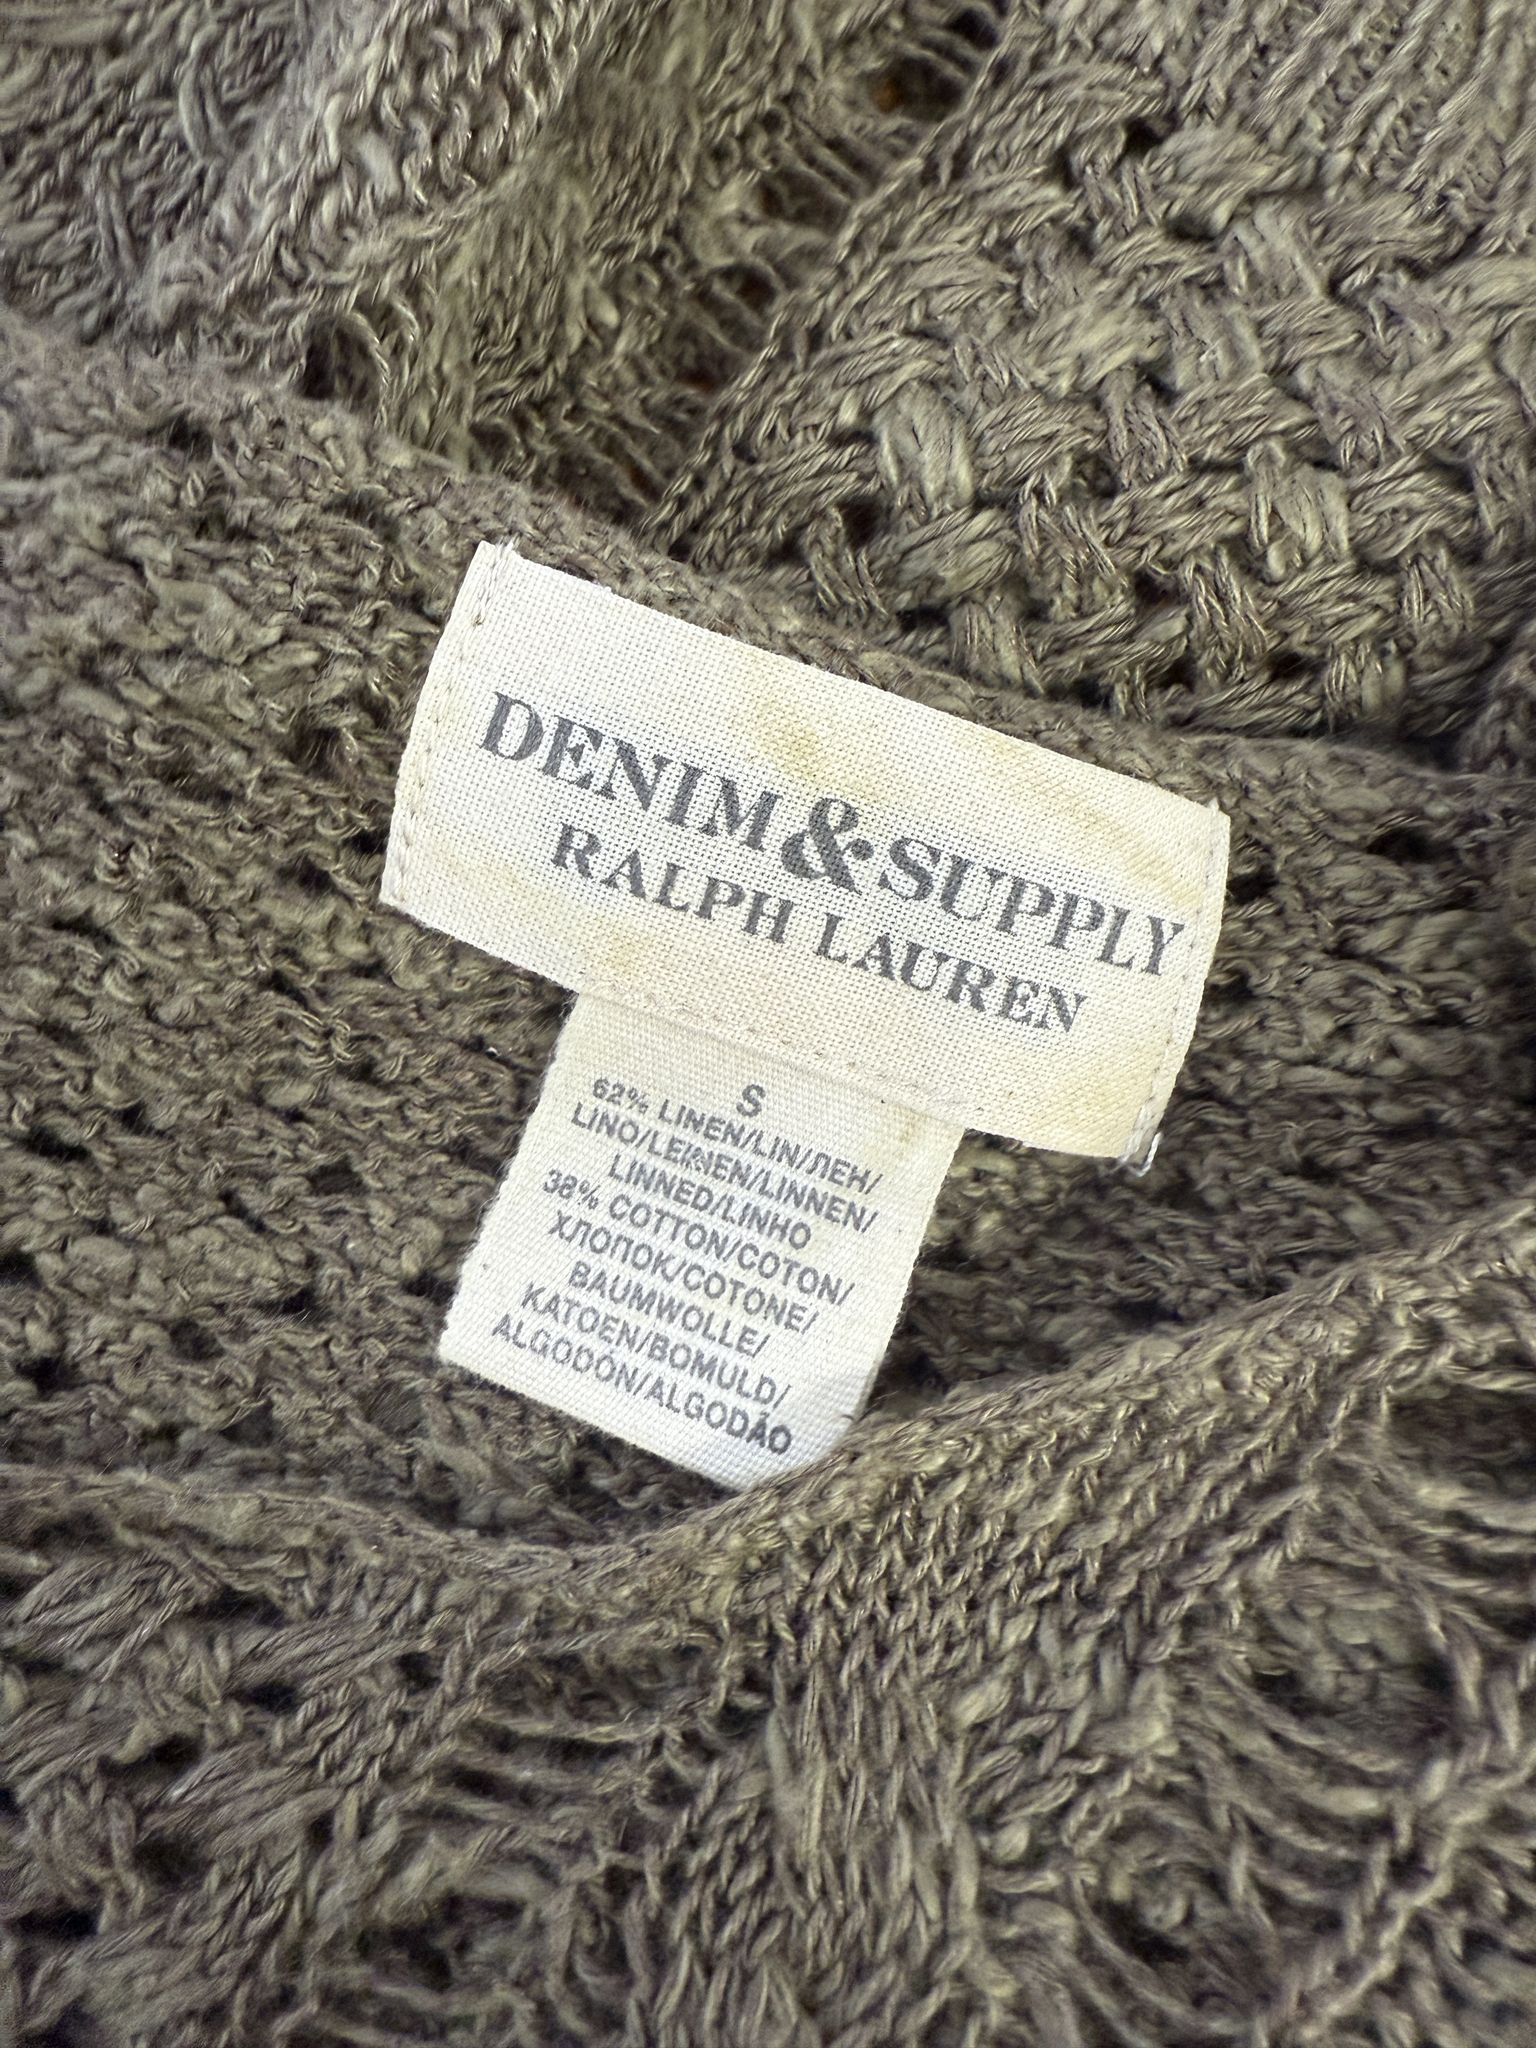 DENIM&SUPPLY
RALPH LAUREN
S
62% LINEN/LIN/ЛЕН/
LINO/LEINEN/LINNEN/
LINNED/LINHO
38% COTTON/COTON/
ХЛОПОК/COTONE/
BAUMWOLLE/
KATOEN/BOMULD/
ALGODÓN/ALGODÃO